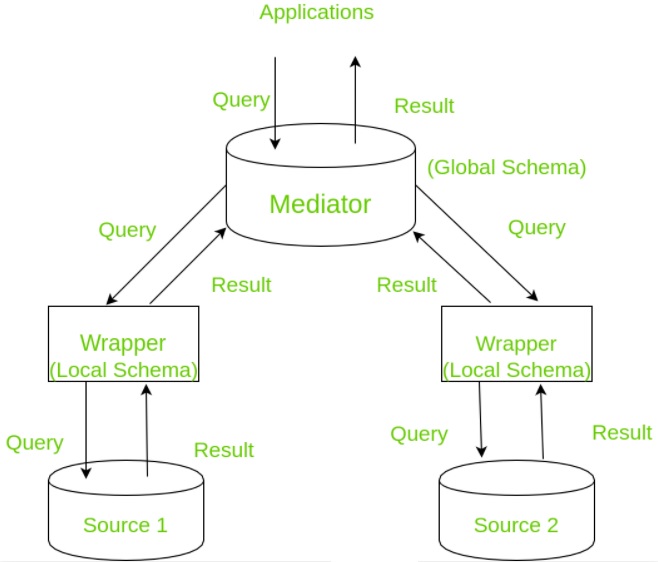 Applications
Query
Result
(Global Schema)
Mediator
Query
Query
Result
Result
Wrapper
(Local Schema)
Wrapper
(Local Schema)
Query
Result
Query
Result
Source 1
Source 2